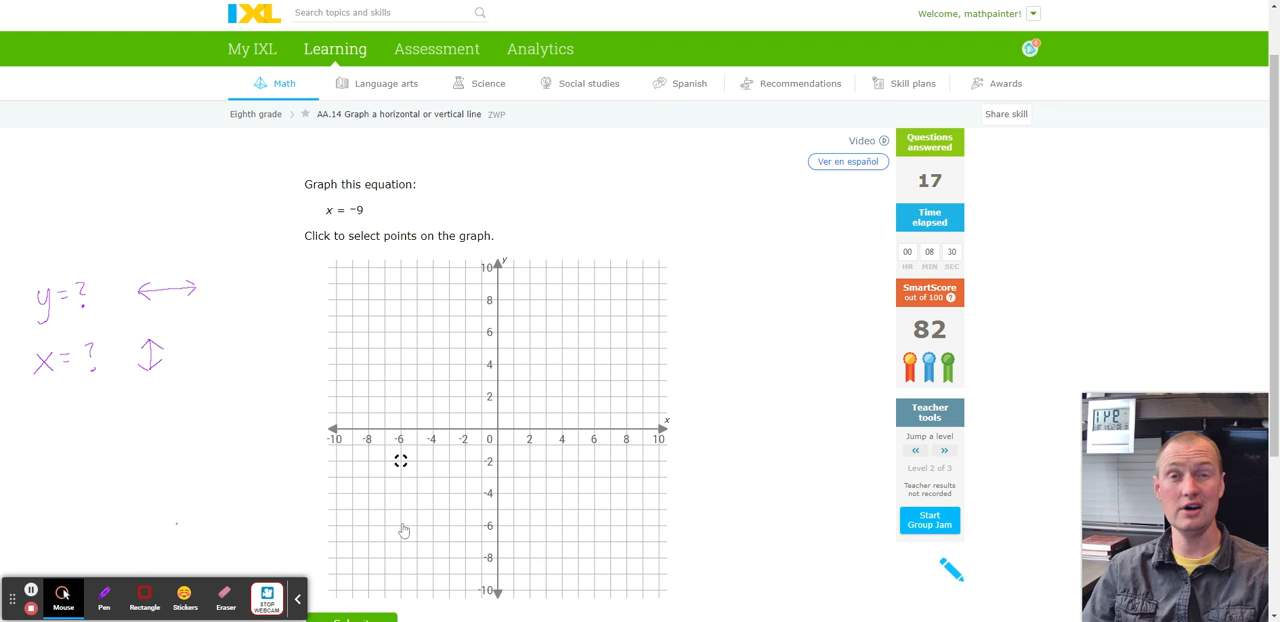 IXL Search topics and skills Welcome, mathpainter!
My IXL Learning Assessment Analytics
Math Language arts Science Social studies Spanish Recommendations Skill plans Awards
Eighth grade > AA.14 Graph a horizontal or vertical line ZWP Share skill
Video
Ver en español
Graph this equation:
x = -9
Click to select points on the graph.
y
10
8
6
4
2
x
-10 -8 -6 -4 -2 0 2 4 6 8 10
-2
-4
-6
-8
-10
y = ?
x = ?
Questions
answered
17
Time
elapsed
00 08 30
HR MIN SEC
SmartScore
out of 100 ?
82
Teacher
tools
Jump a level
<< >>
Level 2 of 3
Teacher results
not recorded
Start
Group Jam
Mouse Pen Rectangle Stickers Eraser STOP
WEBCAM